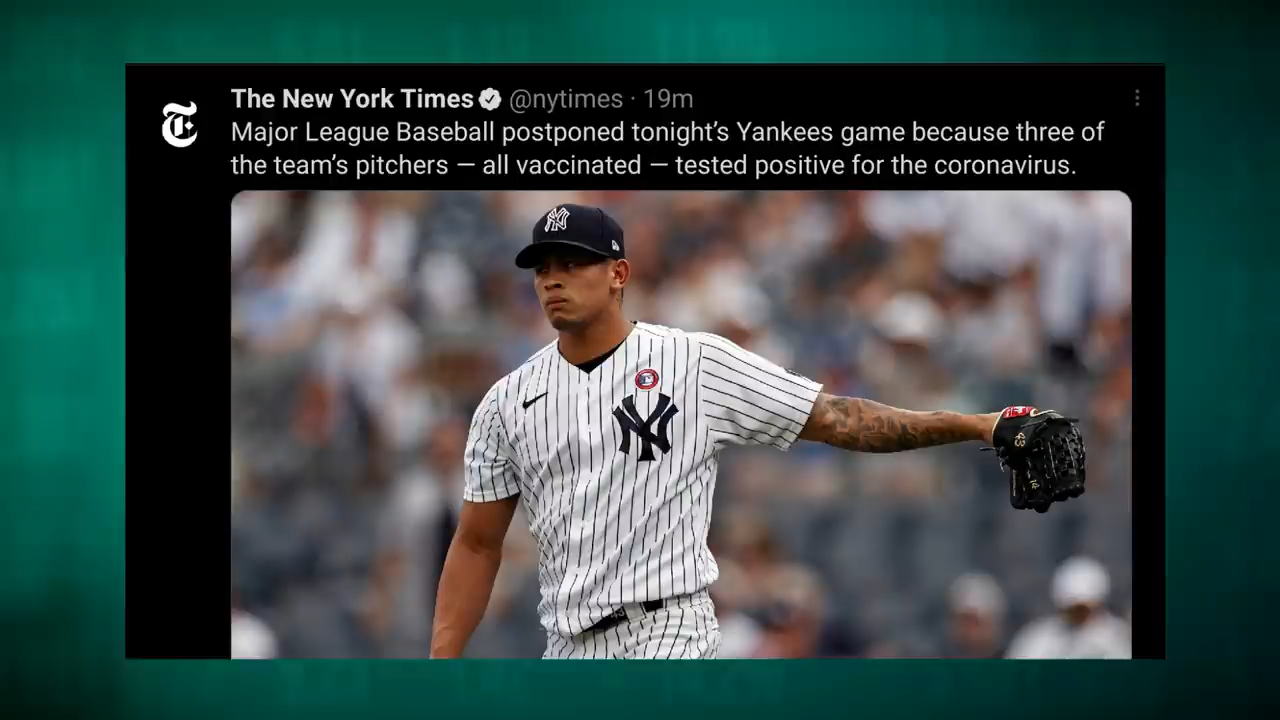 The New York Times @nytimes · 19m
Major League Baseball postponed tonight’s Yankees game because three of
the team’s pitchers — all vaccinated — tested positive for the coronavirus.
NY
NY
43